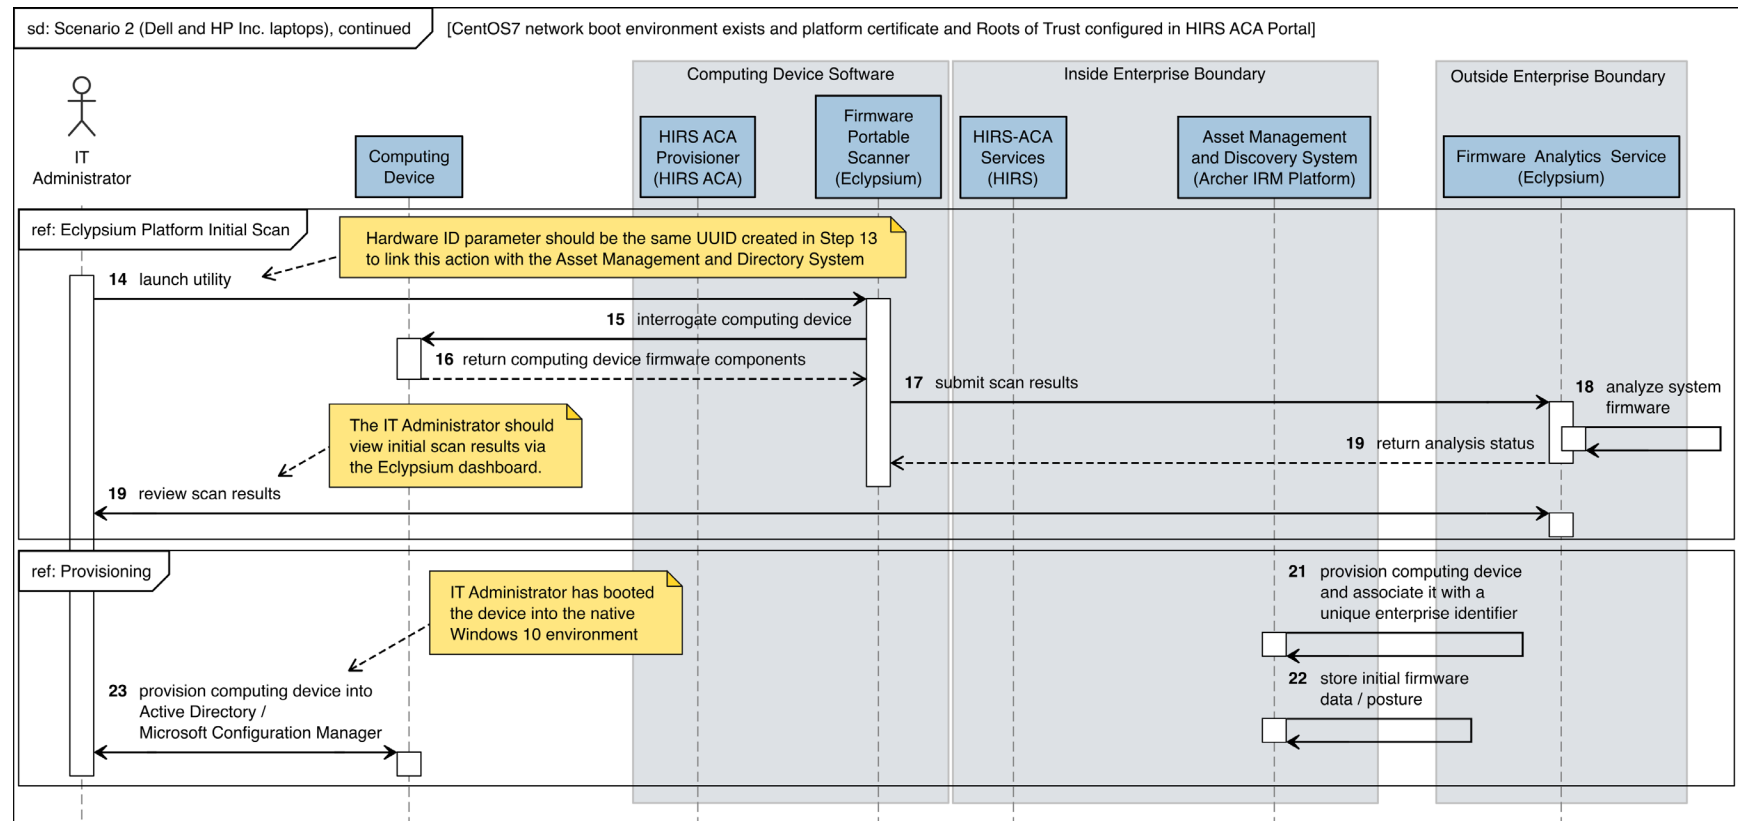 sd: Scenario 2 (Dell and HP Inc. laptops), continued
[CentOS7 network boot environment exists and platform certificate and Roots of Trust configured in HIRS ACA Portal]
Computing Device Software
Inside Enterprise Boundary
Outside Enterprise Boundary
IT
Administrator
Computing
Device
HIRS ACA
Provisioner
(HIRS ACA)
Firmware
Portable
Scanner
(Eclypsium)
HIRS-ACA
Services
(HIRS)
Asset Management
and Discovery System
(Archer IRM Platform)
Firmware Analytics Service
(Eclypsium)
ref: Eclypsium Platform Initial Scan
Hardware ID parameter should be the same UUID created in Step 13
to link this action with the Asset Management and Directory System
14 launch utility
15 interrogate computing device
16 return computing device firmware components
17 submit scan results
18 analyze system
firmware
The IT Administrator should
view initial scan results via
the Eclypsium dashboard.
19 return analysis status
19 review scan results
ref: Provisioning
IT Administrator has booted
the device into the native
Windows 10 environment
21 provision computing device
and associate it with a
unique enterprise identifier
22 store initial firmware
data / posture
23 provision computing device into
Active Directory /
Microsoft Configuration Manager